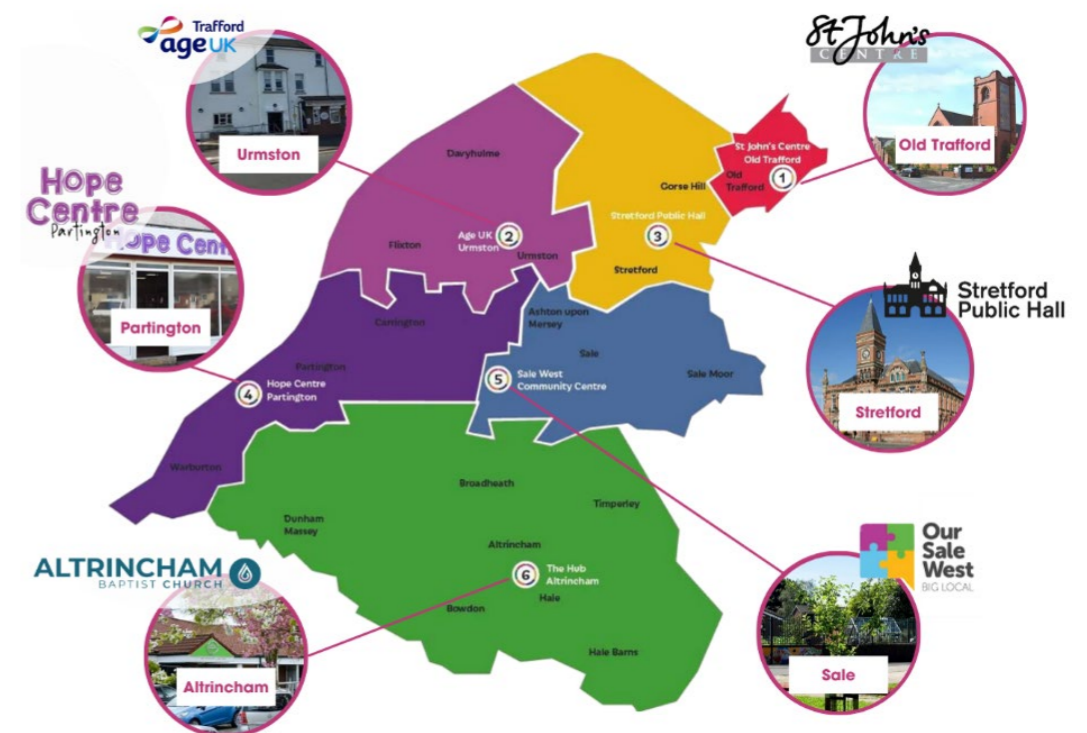 Trafford
ageUK
Urmston
St John's
CENTRE
Old Trafford
HOPE
CENTRE
Partington
Hope Cent
Partington
Davyhulme
Flixton
Age UK
Urmston
2
Urmston
Gorse Hill
Stretford Public Hall
3
Stretford
St John's Centre
Old Trafford
Old
Trafford
1
Stretford
Public Hall
Stretford
Carrington
Partington
4
Hope Centre
Partington
Warburton
Ashton upon
Mersey
Sale
Sale Moor
5
Sale West
Community Centre
Broadheath
Timperley
Dunham
Massey
Altrincham
6
The Hub
Altrincham
Hale
Bowdon
Hale Barns
ALTRINCHAM
BAPTIST CHURCH
Altrincham
Our
Sale
West
BIG LOCAL
Sale